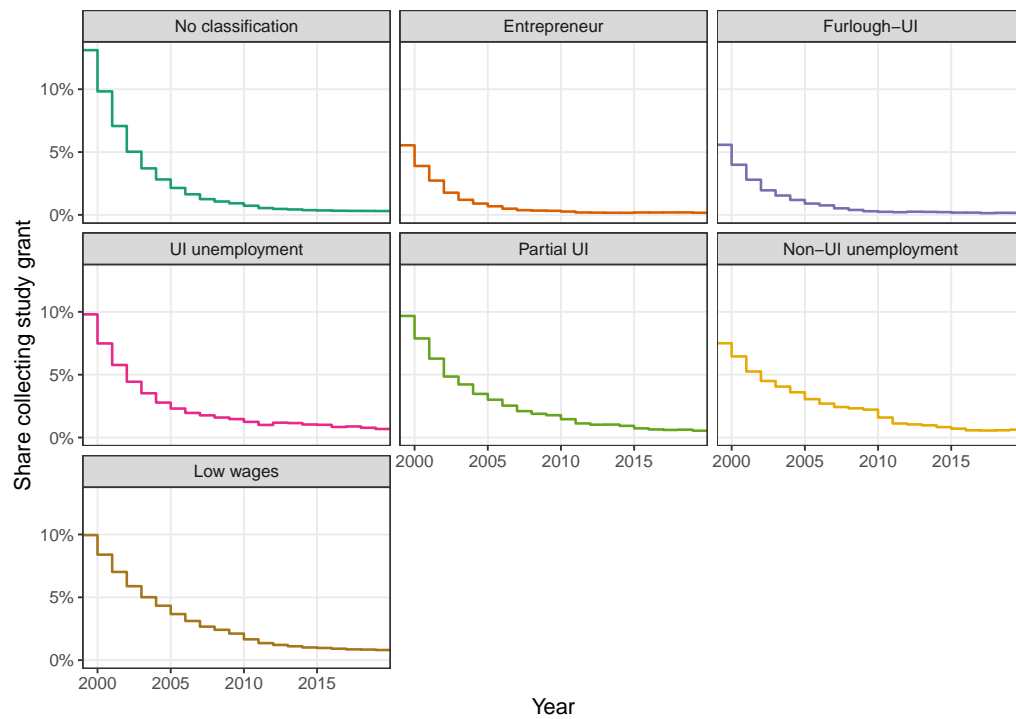 No classification
Entrepreneur
Furlough−UI
10%
5%
0%
UI unemployment
Partial UI
Non−UI unemployment
10%
5%
0%
2000 2005 2010 2015
2000 2005 2010 2015
Low wages
10%
5%
0%
2000 2005 2010 2015
Share collecting study grant
Year